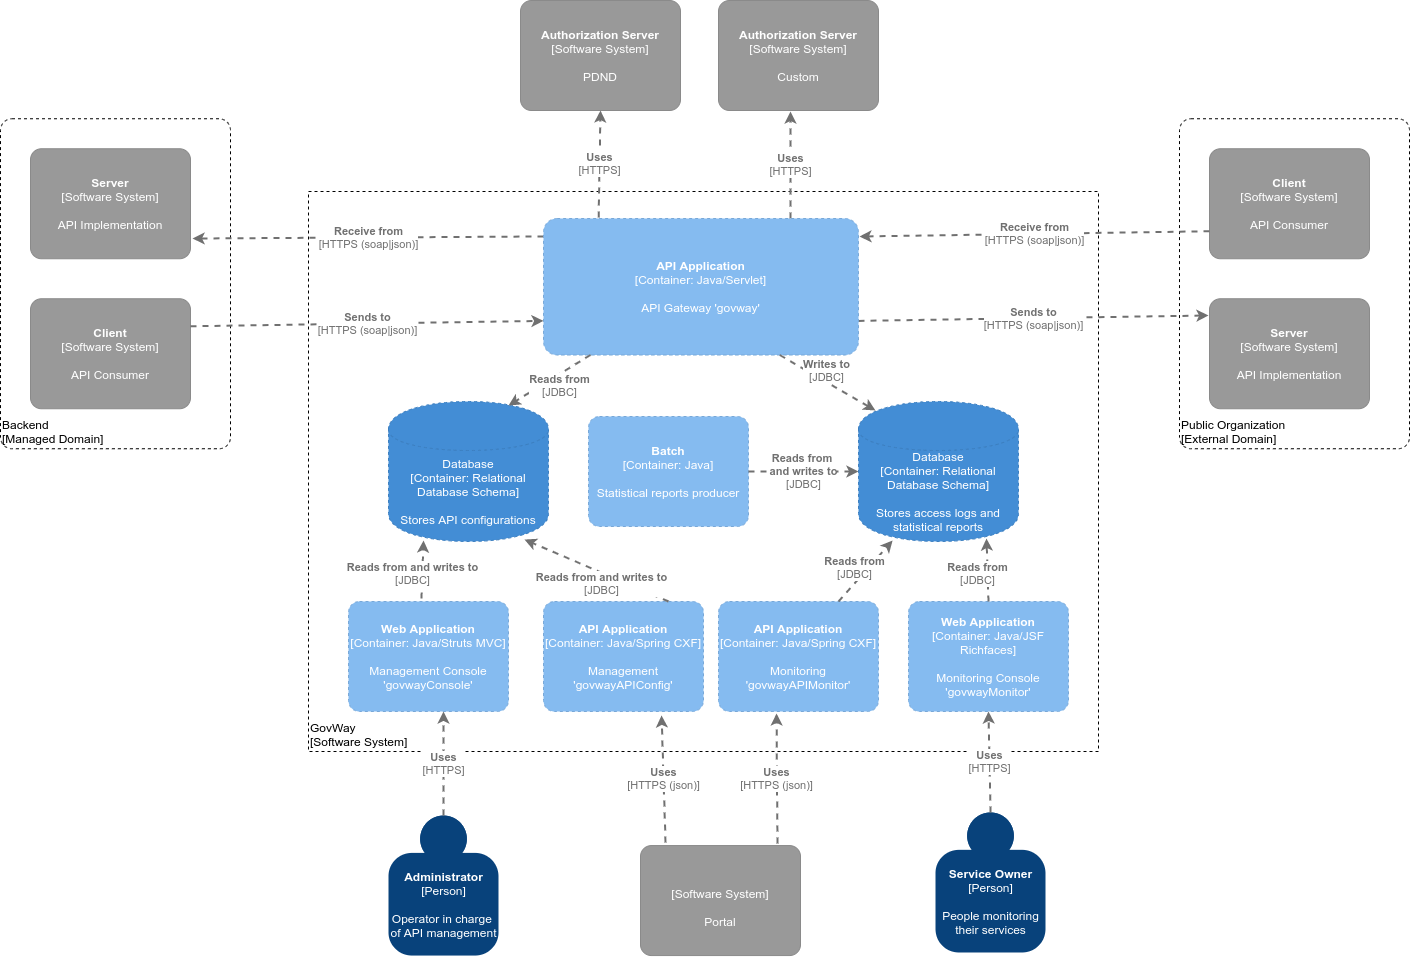 Authorization Server
[Software System]
PDND
Authorization Server
[Software System]
Custom
Uses
[HTTPS]
Uses
[HTTPS]
Server
[Software System]
API Implementation
Client
[Software System]
API Consumer
Backend
[Managed Domain]
Receive from
[HTTPS (soap|json)]
Sends to
[HTTPS (soap|json)]
API Application
[Container: Java/Servlet]
API Gateway 'govway'
Receive from
[HTTPS (soap|json)]
Sends to
[HTTPS (soap|json)]
Client
[Software System]
API Consumer
Server
[Software System]
API Implementation
Public Organization
[External Domain]
Reads from
[JDBC]
Writes to
[JDBC]
Database
[Container: Relational
Database Schema]
Stores API configurations
Batch
[Container: Java]
Statistical reports producer
Reads from
and writes to
[JDBC]
Database
[Container: Relational
Database Schema]
Stores access logs and
statistical reports
Reads from and writes to
[JDBC]
Reads from and writes to
[JDBC]
Reads from
[JDBC]
Reads from
[JDBC]
Web Application
[Container: Java/Struts MVC]
Management Console
'govwayConsole'
API Application
[Container: Java/Spring CXF]
Management
'govwayAPIConfig'
API Application
[Container: Java/Spring CXF]
Monitoring
'govwayAPIMonitor'
Web Application
[Container: Java/JSF
Richfaces]
Monitoring Console
'govwayMonitor'
GovWay
[Software System]
Uses
[HTTPS]
Uses
[HTTPS (json)]
Uses
[HTTPS (json)]
Uses
[HTTPS]
Administrator
[Person]
Operator in charge
of API management
[Software System]
Portal
Service Owner
[Person]
People monitoring
their services